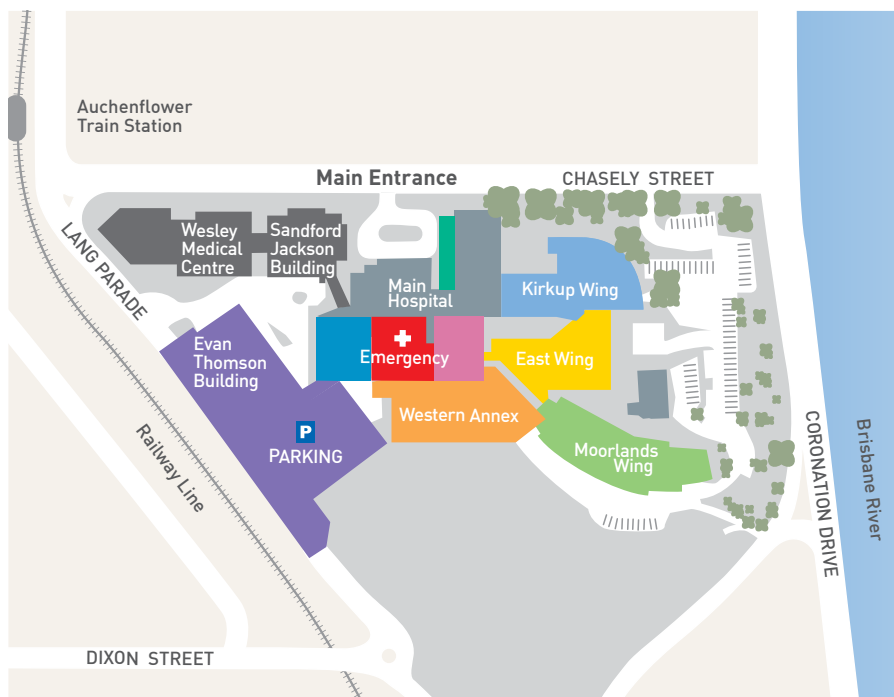 Auchenflower
Train Station
Main Entrance
CHASELY STREET
LANG PARADE
Wesley
Medical
Centre
Sandford
Jackson
Building
Main
Hospital
Kirkup Wing
Evan
Thomson
Building
Emergency
East Wing
Western Annex
P
PARKING
Moorlands
Wing
Railway Line
CORONATION DRIVE
Brisbane River
DIXON STREET